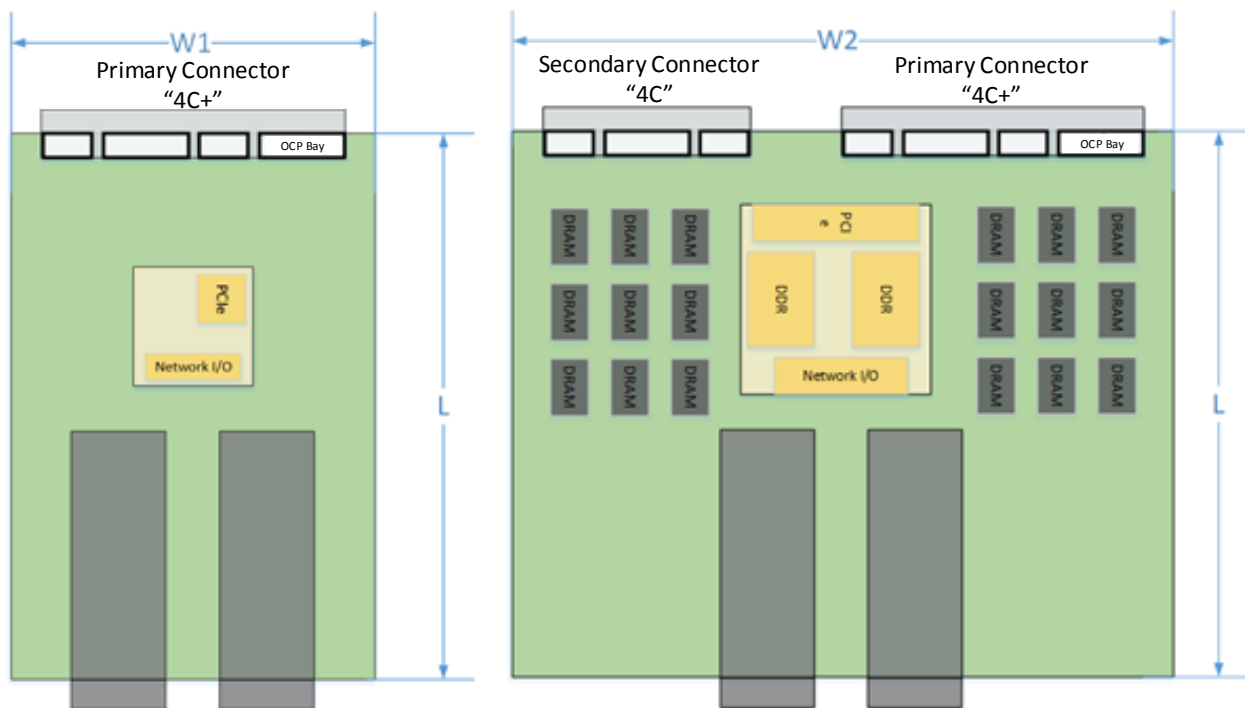 W1
Primary Connector
“4C+”
OCP Bay
PCIe
Network I/O
L
W2
Secondary Connector
“4C”
Primary Connector
“4C+”
OCP Bay
DRAM
DRAM
DRAM
DRAM
DRAM
DRAM
DRAM
DRAM
DRAM
PCI
e
DDR
DDR
Network I/O
DRAM
DRAM
DRAM
DRAM
DRAM
DRAM
DRAM
DRAM
DRAM
L